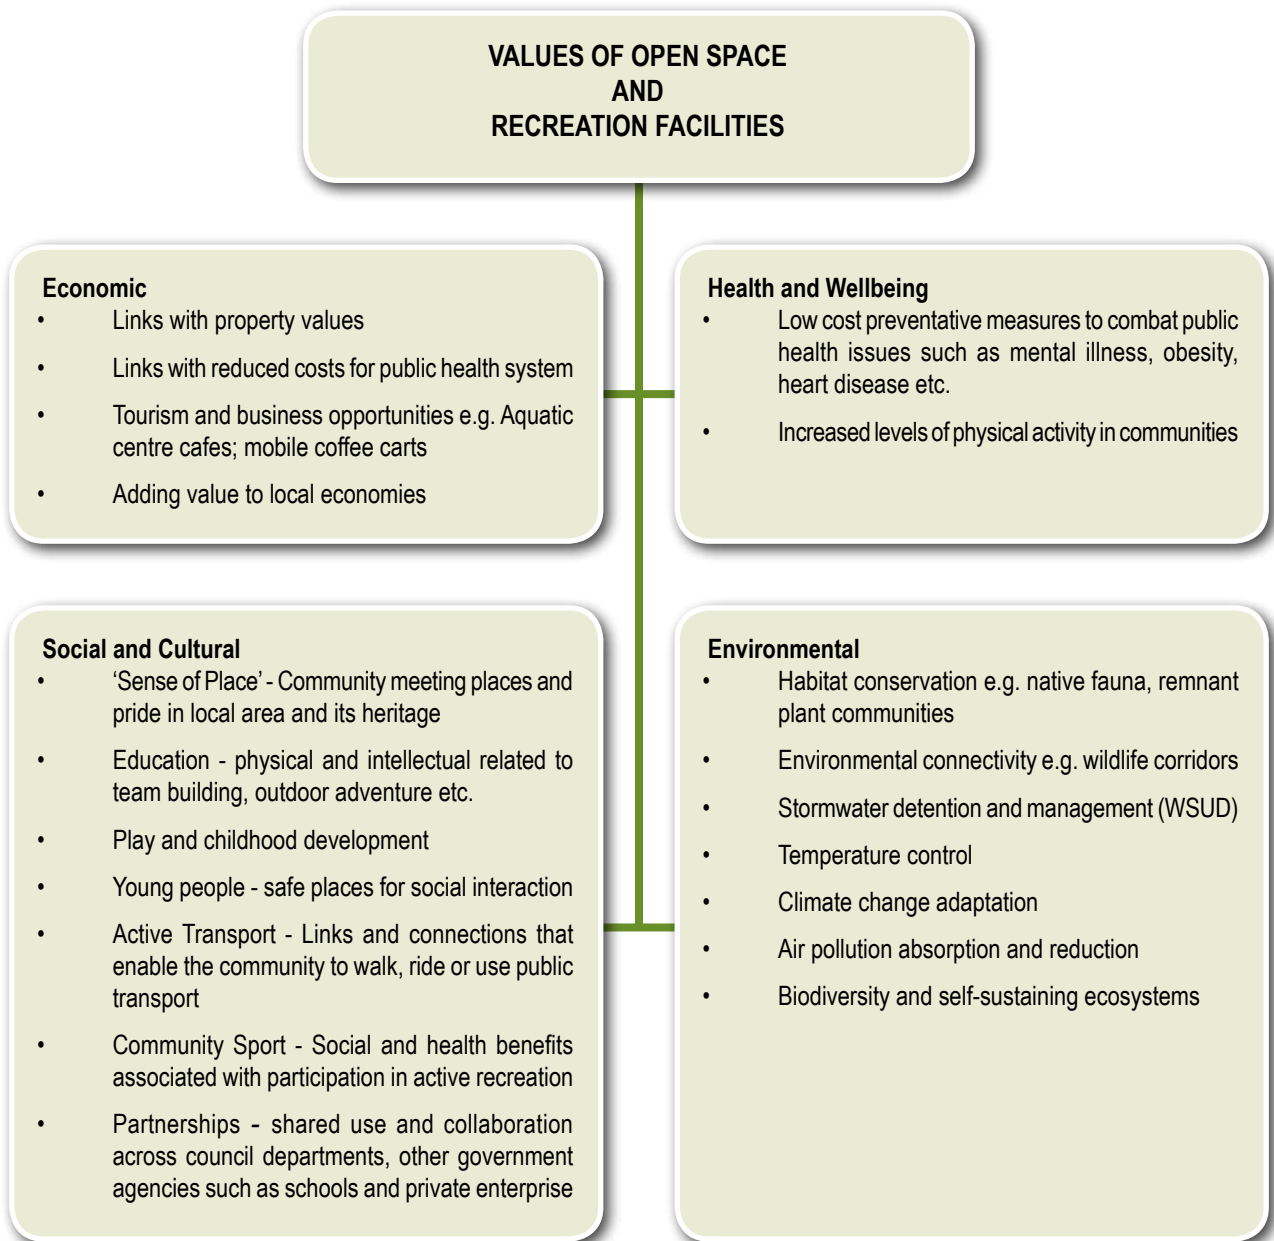 VALUES OF OPEN SPACE
AND
RECREATION FACILITIES
Economic
• Links with property values
• Links with reduced costs for public health system
• Tourism and business opportunities e.g. Aquatic
centre cafes; mobile coffee carts
• Adding value to local economies
Health and Wellbeing
• Low cost preventative measures to combat public
health issues such as mental illness, obesity,
heart disease etc.
• Increased levels of physical activity in communities
Social and Cultural
• ‘Sense of Place’ - Community meeting places and
pride in local area and its heritage
• Education - physical and intellectual related to
team building, outdoor adventure etc.
• Play and childhood development
• Young people - safe places for social interaction
• Active Transport - Links and connections that
enable the community to walk, ride or use public
transport
• Community Sport - Social and health benefits
associated with participation in active recreation
• Partnerships - shared use and collaboration
across council departments, other government
agencies such as schools and private enterprise
Environmental
• Habitat conservation e.g. native fauna, remnant
plant communities
• Environmental connectivity e.g. wildlife corridors
• Stormwater detention and management (WSUD)
• Temperature control
• Climate change adaptation
• Air pollution absorption and reduction
• Biodiversity and self-sustaining ecosystems